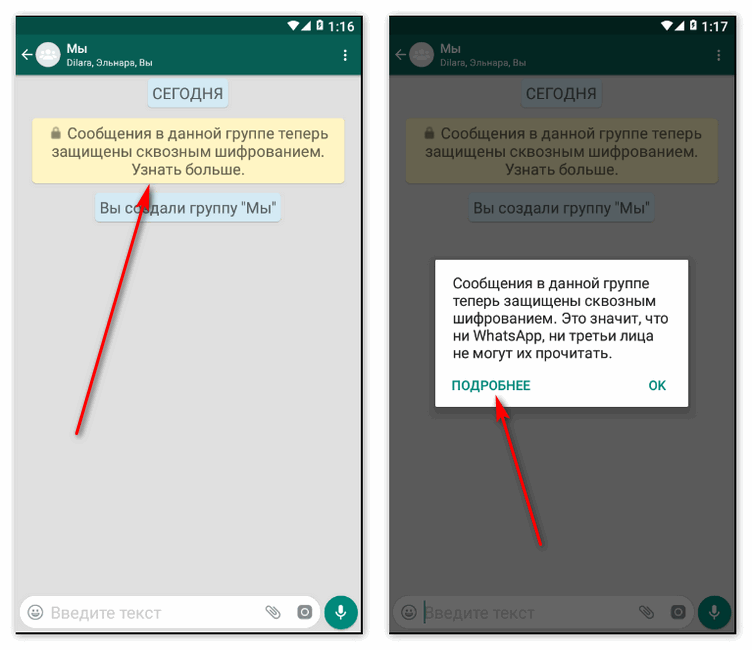 1:16
Мы
Dilara, Эльнара, Вы
СЕГОДНЯ
Сообщения в данной группе теперь
защищены сквозным шифрованием.
Узнать больше.
Вы создали группу "Мы"
Введите текст
1:17
Мы
Dilara, Эльнара, Вы
СЕГОДНЯ
Сообщения в данной группе теперь
защищены сквозным шифрованием.
Узнать больше.
Вы создали группу "Мы"
Сообщения в данной группе
теперь защищены сквозным
шифрованием. Это значит, что
ни WhatsApp, ни третьи лица
не могут их прочитать.
ПОДРОБНЕЕ OK
Введите текст